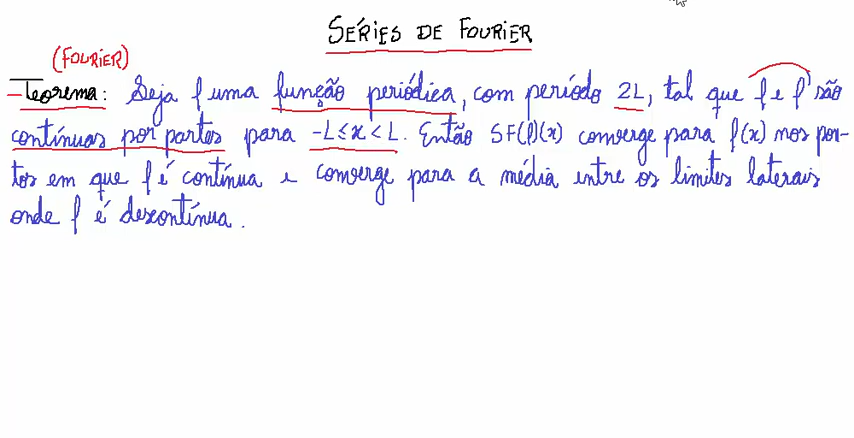 SÉRIES DE FOURIER
(FOURIER)
- Teorema: Seja f uma função periódica, com período 2L, tal que f e f' são
contínuas por partes para -L ≤ x < L. Então SF(f)(x) converge para f(x) nos pon-
tos em que f é contínua e converge para a média entre os limites laterais
onde f é descontínua.